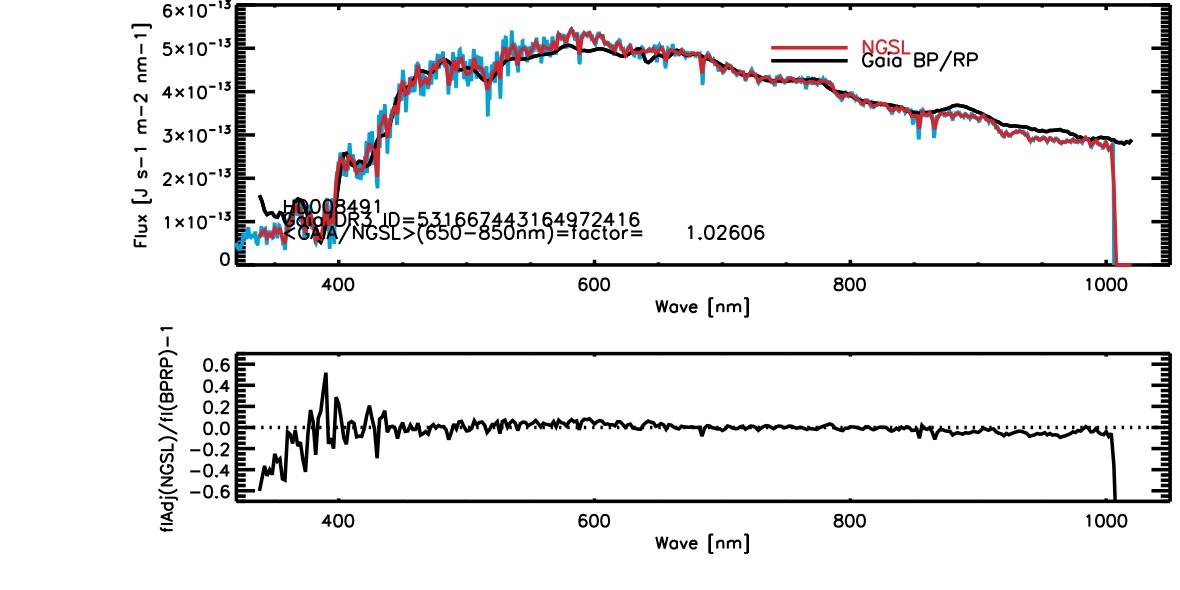 6×10−13
5×10−13
4×10−13
3×10−13
2×10−13
1×10−13
0
Flux [J s−1 m−2 nm−1]
NGSL
Gaia BP/RP
HD008491
Gaia DR3 ID=531667443164972416
<GAIA/NGSL>(650−850nm)=factor= 1.02606
400 600 800 1000
Wave [nm]
flAdj(NGSL)/fl(BPRP)−1
0.6
0.4
0.2
0.0
−0.2
−0.4
−0.6
400 600 800 1000
Wave [nm]